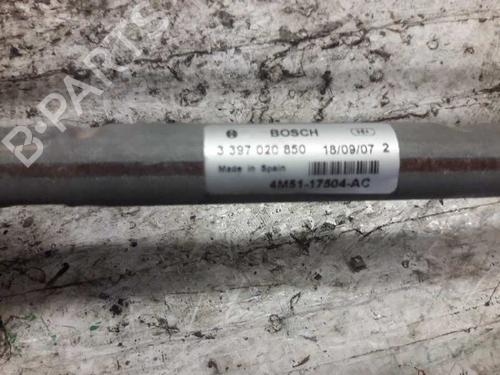 BOSCH
3 397 020 850 18/09/07 2
Made in Spain
4M51-17504-AC
B-PARTS